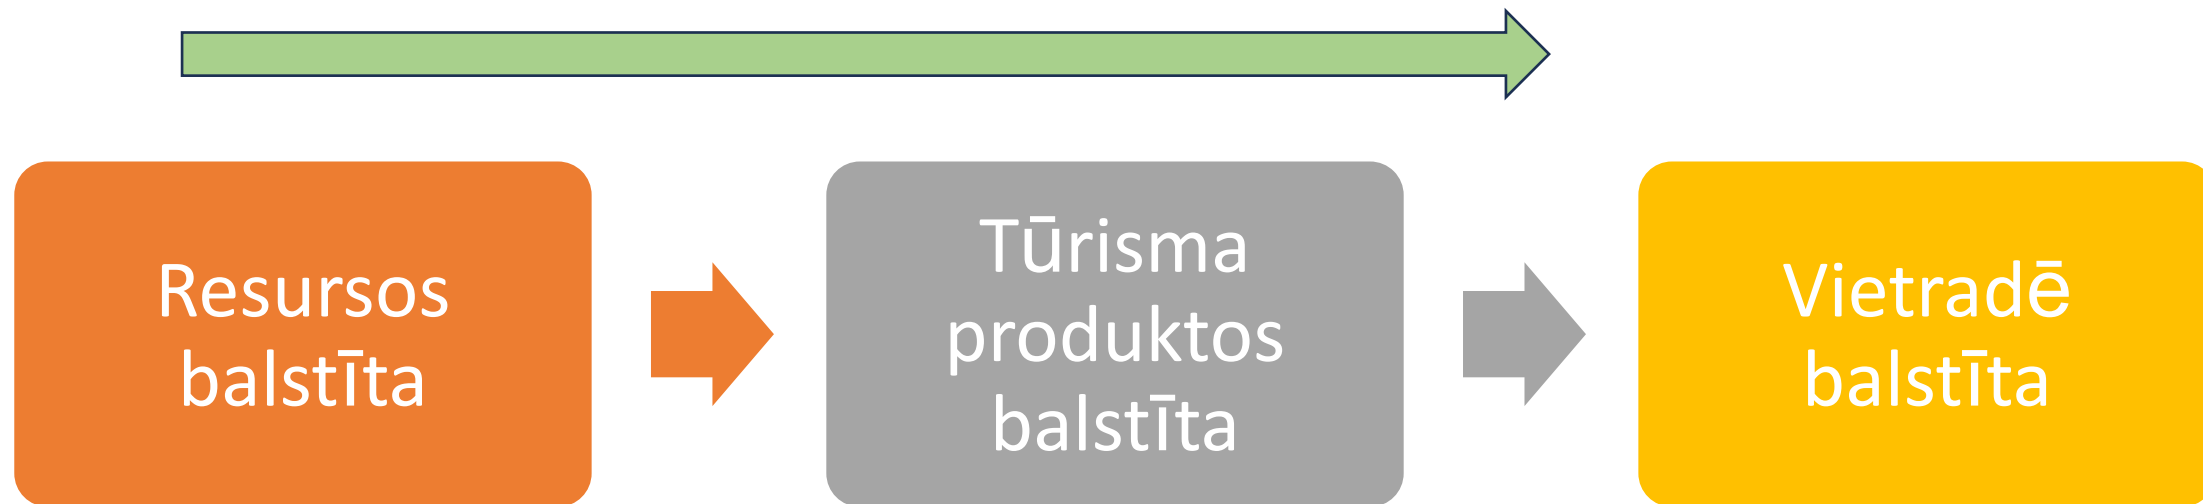 Resursos
balstīta
Tūrisma
produktos
balstīta
Vietradē
balstīta